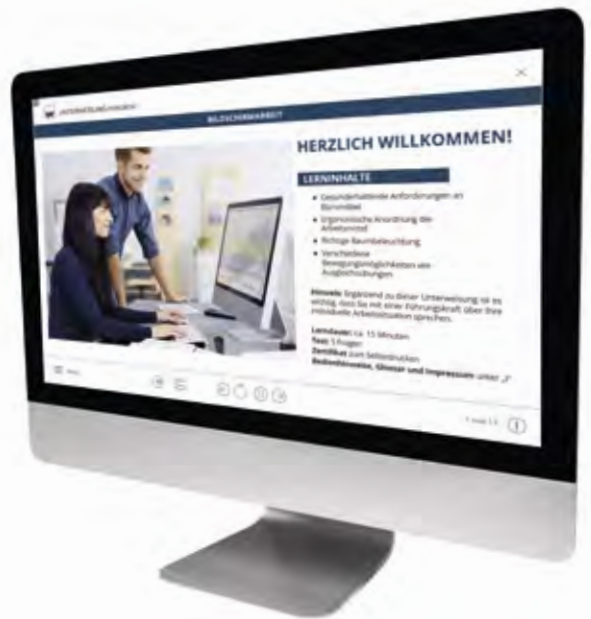 BILDSCHIRMARBEIT
HERZLICH WILLKOMMEN!
LERNINHALTE
• Gesunderhaltende Anforderungen an
Büromöbel
• Ergonomische Anordnung der
Arbeitsmittel
• Richtige Raumbeleuchtung
• Verschiedene
Bewegungsmöglichkeiten von
Ausgleichsübungen
Hinweis: Ergänzend zu dieser Unterweisung ist es
wichtig, dass Sie mit einer Führungskraft über Ihre
individuelle Arbeitssituation sprechen.
Lerndauer: ca. 15 Minuten
Test: 5 Fragen
Zertifikat zum Selbstdrucken
Bedienhinweise, Glossar und Impressum unter „i"